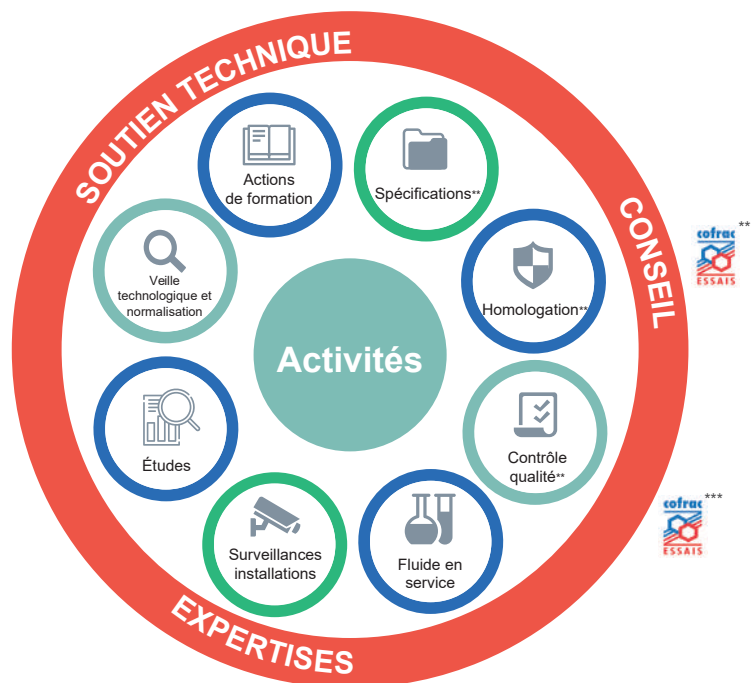 SOUTIEN TECHNIQUE
CONSEIL
EXPERTISES
Activités
Actions
de formation
Spécifications**
Homologation**
Contrôle
qualité**
Fluide en
service
Surveillances
installations
Études
Veille
technologique et
normalisation
cofrac
ESSAIS
**
cofrac
ESSAIS
***